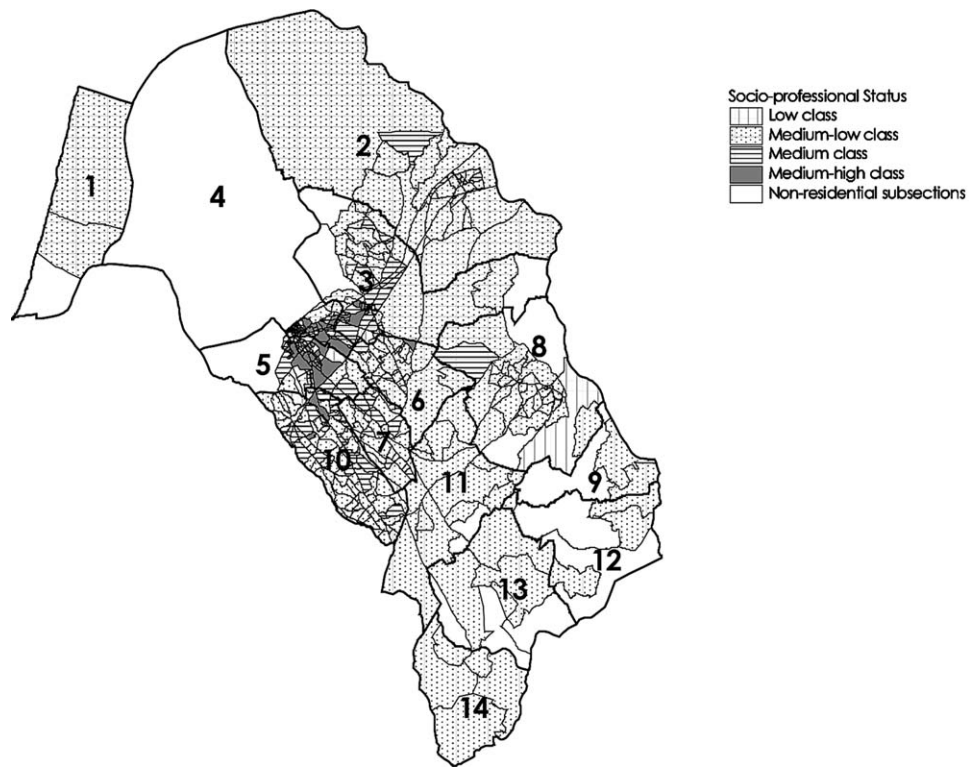 Socio-professional Status
Low class
Medium-low class
Medium class
Medium-high class
Non-residential subsections
1
2
4
3
5
8
6
7
10
11
9
12
13
14